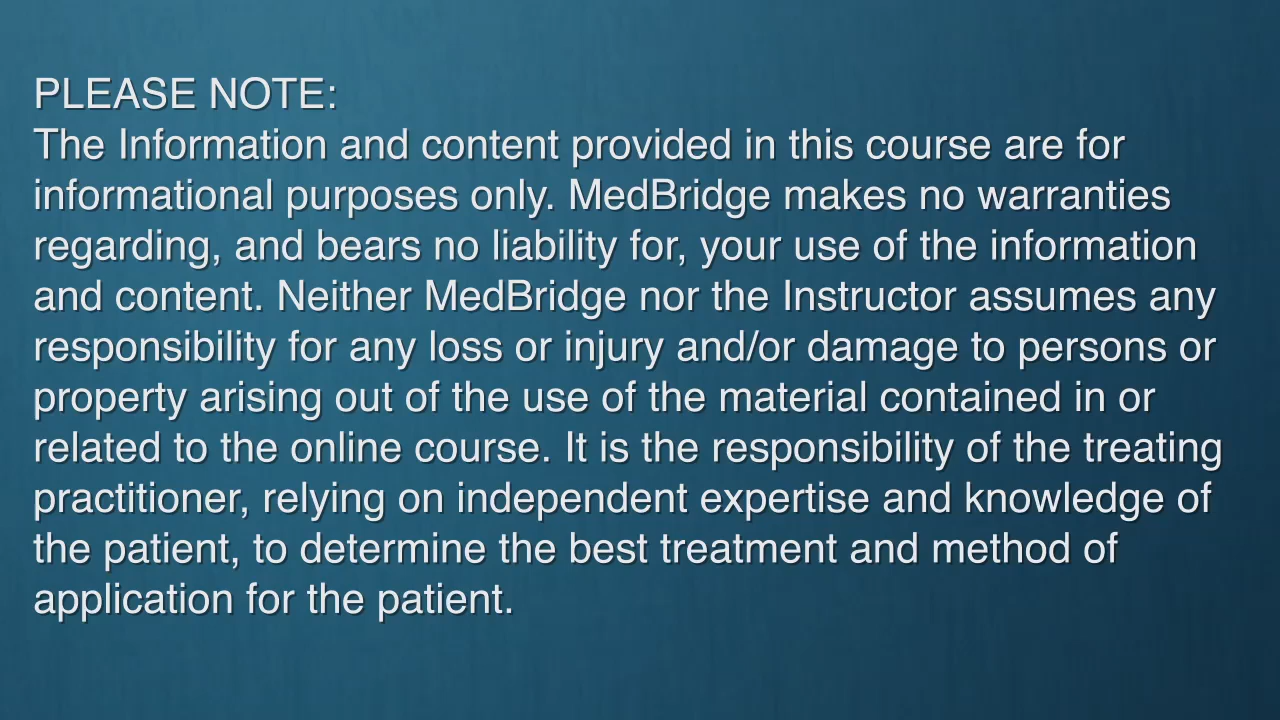 PLEASE NOTE:
The Information and content provided in this course are for
informational purposes only. MedBridge makes no warranties
regarding, and bears no liability for, your use of the information
and content. Neither MedBridge nor the Instructor assumes any
responsibility for any loss or injury and/or damage to persons or
property arising out of the use of the material contained in or
related to the online course. It is the responsibility of the treating
practitioner, relying on independent expertise and knowledge of
the patient, to determine the best treatment and method of
application for the patient.